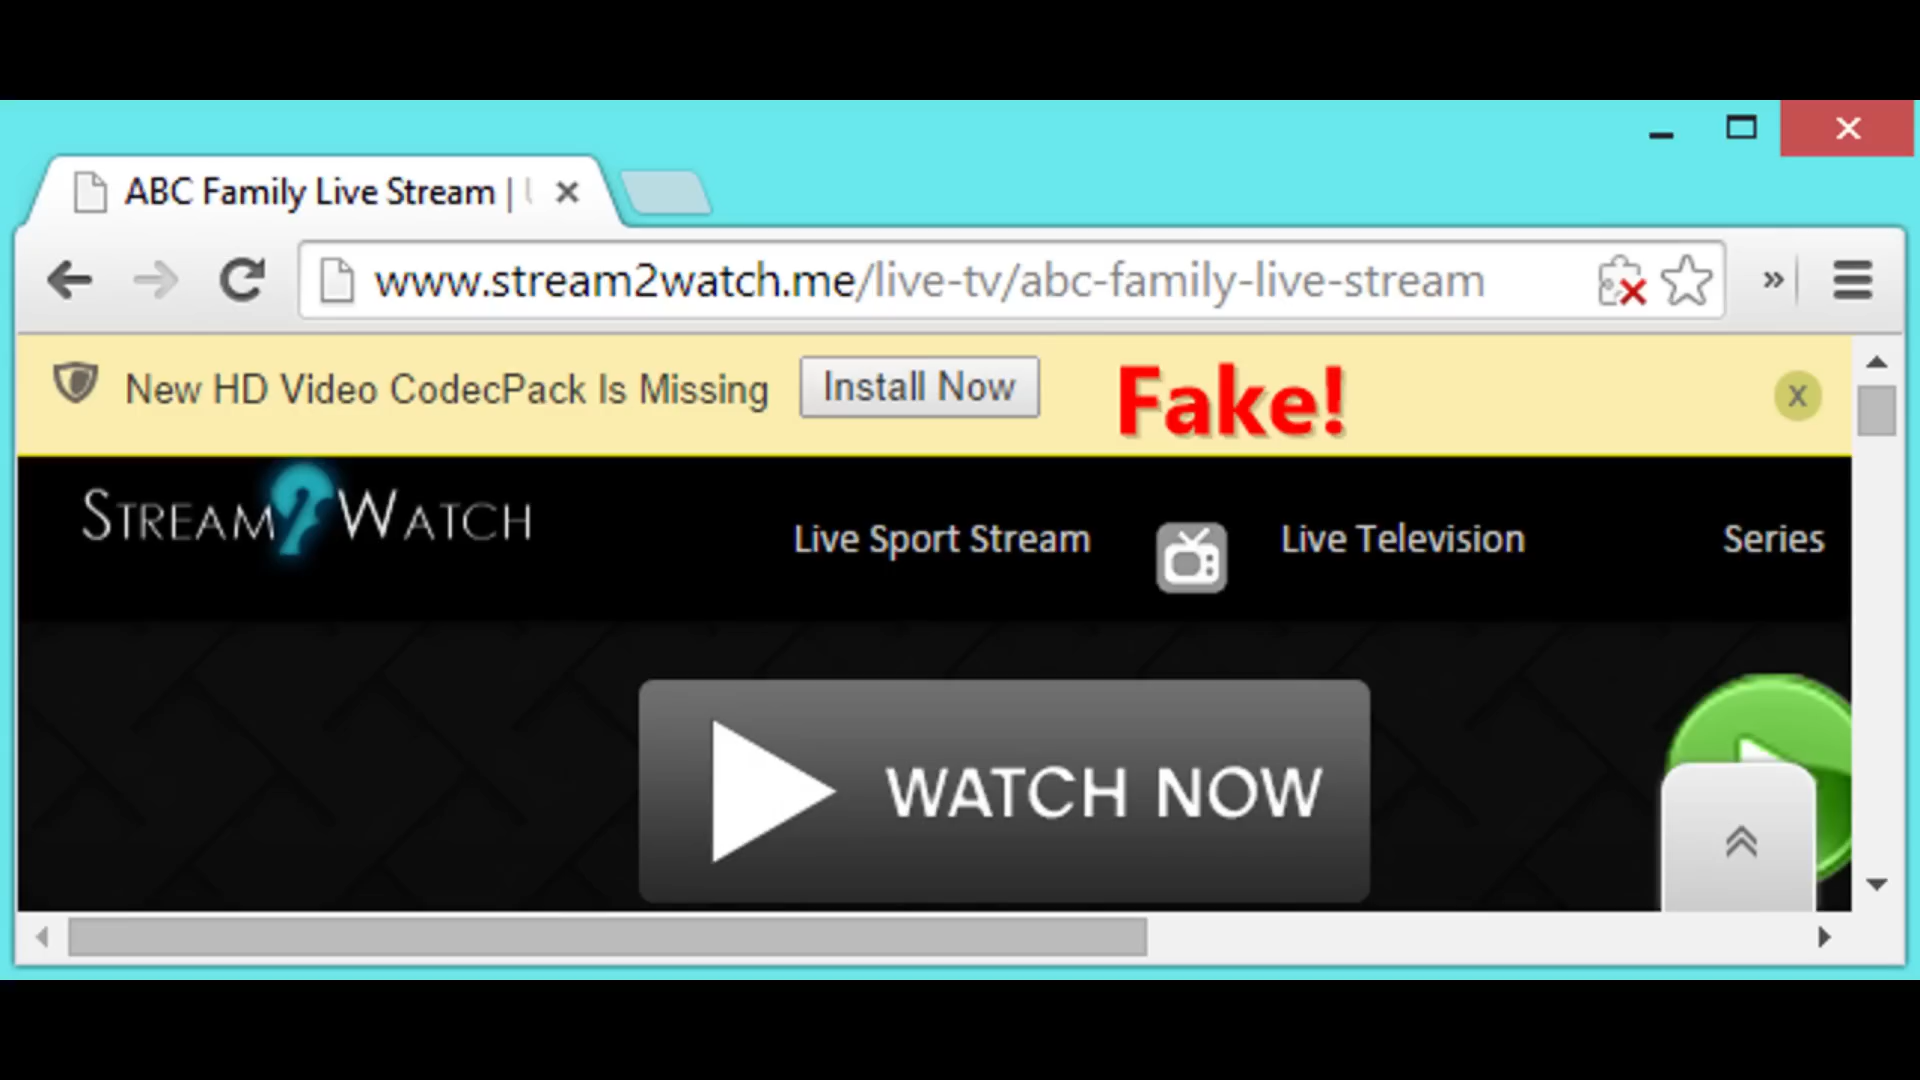 ABC Family Live Stream |
www.stream2watch.me/live-tv/abc-family-live-stream
New HD Video CodecPack Is Missing
Install Now
Fake!
x
STREAM2WATCH
Live Sport Stream
Live Television
Series
WATCH NOW